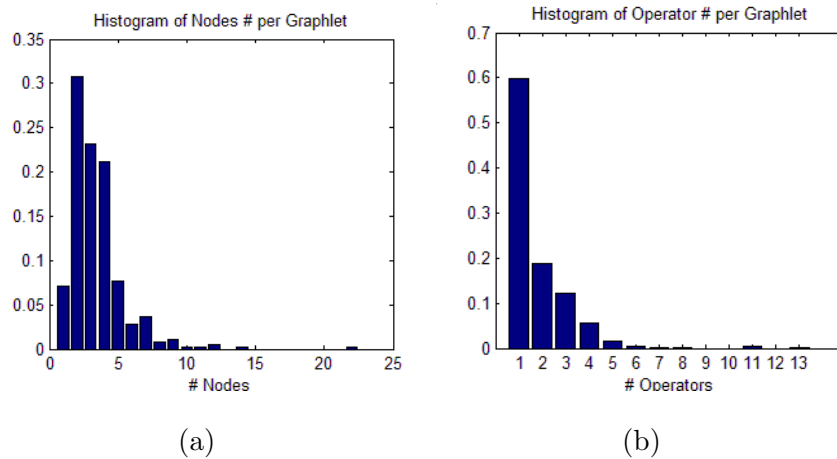 Histogram of Nodes # per Graphlet
0.35
0.3
0.25
0.2
0.15
0.1
0.05
0
0 5 10 15 20 25
# Nodes
(a)
Histogram of Operator # per Graphlet
0.7
0.6
0.5
0.4
0.3
0.2
0.1
0
1 2 3 4 5 6 7 8 9 10 11 12 13
# Operators
(b)